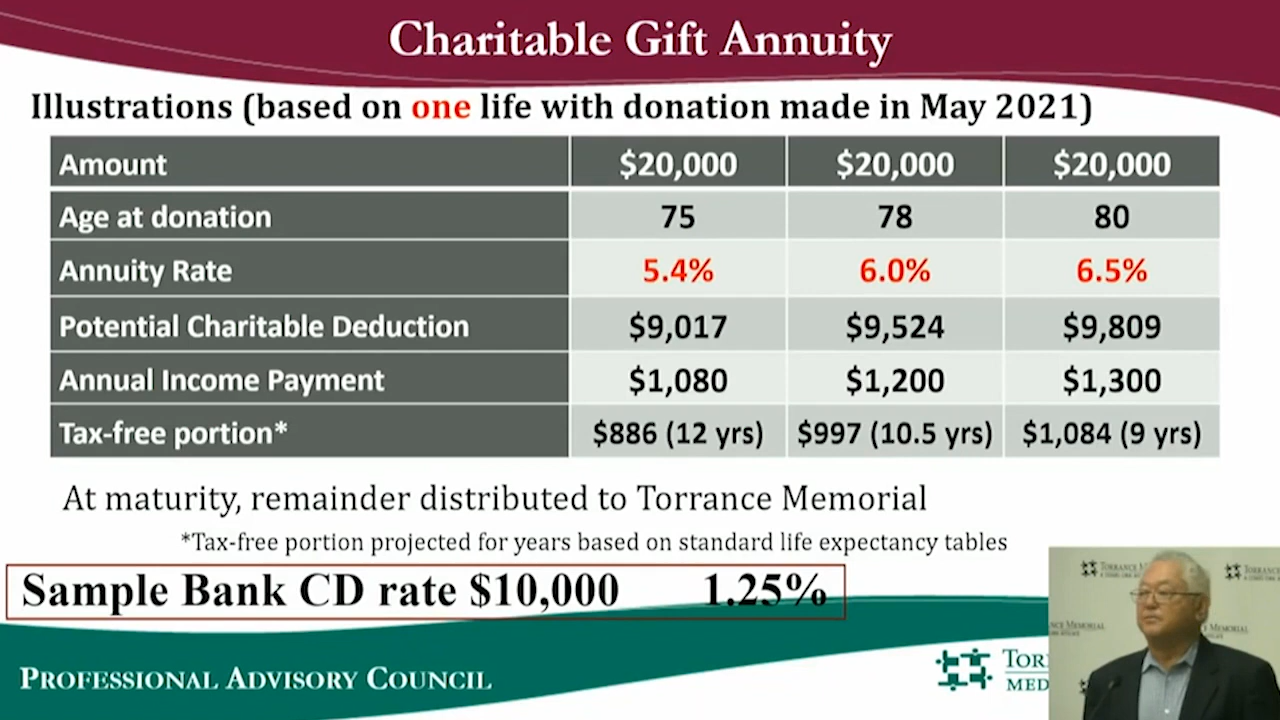 Charitable Gift Annuity
Illustrations (based on one life with donation made in May 2021)
Amount $20,000 $20,000 $20,000
Age at donation 75 78 80
Annuity Rate 5.4% 6.0% 6.5%
Potential Charitable Deduction $9,017 $9,524 $9,809
Annual Income Payment $1,080 $1,200 $1,300
Tax-free portion* $886 (12 yrs) $997 (10.5 yrs) $1,084 (9 yrs)
At maturity, remainder distributed to Torrance Memorial
*Tax-free portion projected for years based on standard life expectancy tables
Sample Bank CD rate $10,000 1.25%
PROFESSIONAL ADVISORY COUNCIL